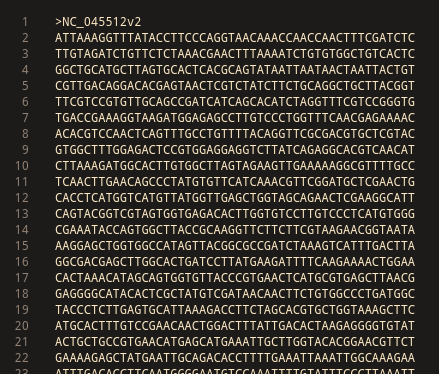 1 >NC_045512v2
2 ATTAAAGGTTTATACCTTCCCAGGTAACAAACCAACCAACTTTCGATCTC
3 TTGTAGATCTGTTCTCTAAACGAACTTTAAAATCTGTGTGGCTGTCACTC
4 GGCTGCATGCTTAGTGCACTCACGCAGTATAATTAATAACTAATTACTGT
5 CGTTGACAGGACACGAGTAACTCGTCTATCTTCTGCAGGCTGCTTACGGT
6 TTCGTCCGTGTTGCAGCCGATCATCAGCACATCTAGGTTTCGTCCGGGTG
7 TGACCGAAAGGTAAGATGGAGAGCCTTGTCCCTGGTTTCAACGAGAAAAC
8 ACACGTCCAACTCAGTTTGCCTGTTTTACAGGTTCGCGACGTGCTCGTAC
9 GTGGCTTTGGAGACTCCGTGGAGGAGGTCTTATCAGAGGCACGTCAACAT
10 CTTAAAGATGGCACTTGTGGCTTAGTAGAAGTTGAAAAAGGCGTTTTGCC
11 TCAACTTGAACAGCCCTATGTGTTCATCAAACGTTCGGATGCTCGAACTG
12 CACCTCATGGTCATGTTATGGTTGAGCTGGTAGCAGAACTCGAAGGCATT
13 CAGTACGGTCGTAGTGGTGAGACACTTGGTGTCCTTGTCCCTCATGTGGG
14 CGAAATACCAGTGGCTTACCGCAAGGTTCTTCTTCGTAAGAACGGTAATA
15 AAGGAGCTGGTGGCCATAGTTACGGCGCCGATCTAAAGTCATTTGACTTA
16 GGCGACGAGCTTGGCACTGATCCTTATGAAGATTTTCAAGAAAACTGGAA
17 CACTAAACATAGCAGTGGTGTTACCCGTGAACTCATGCGTGAGCTTAACG
18 GAGGGGCATACACTCGCTATGTCGATAACAACTTCTGTGGCCCTGATGGC
19 TACCCTCTTGAGTGCATTAAAGACCTTCTAGCACGTGCTGGTAAAGCTTC
20 ATGCACTTTGTCCGAACAACTGGACTTTATTGACACTAAGAGGGGTGTAT
21 ACTGCTGCCGTGAACATGAGCATGAAATTGCTTGGTACACGGAACGTTCT
22 GAAAAGAGCTATGAATTGCAGACACCTTTTGAAATTAAATTGGCAAAGAA